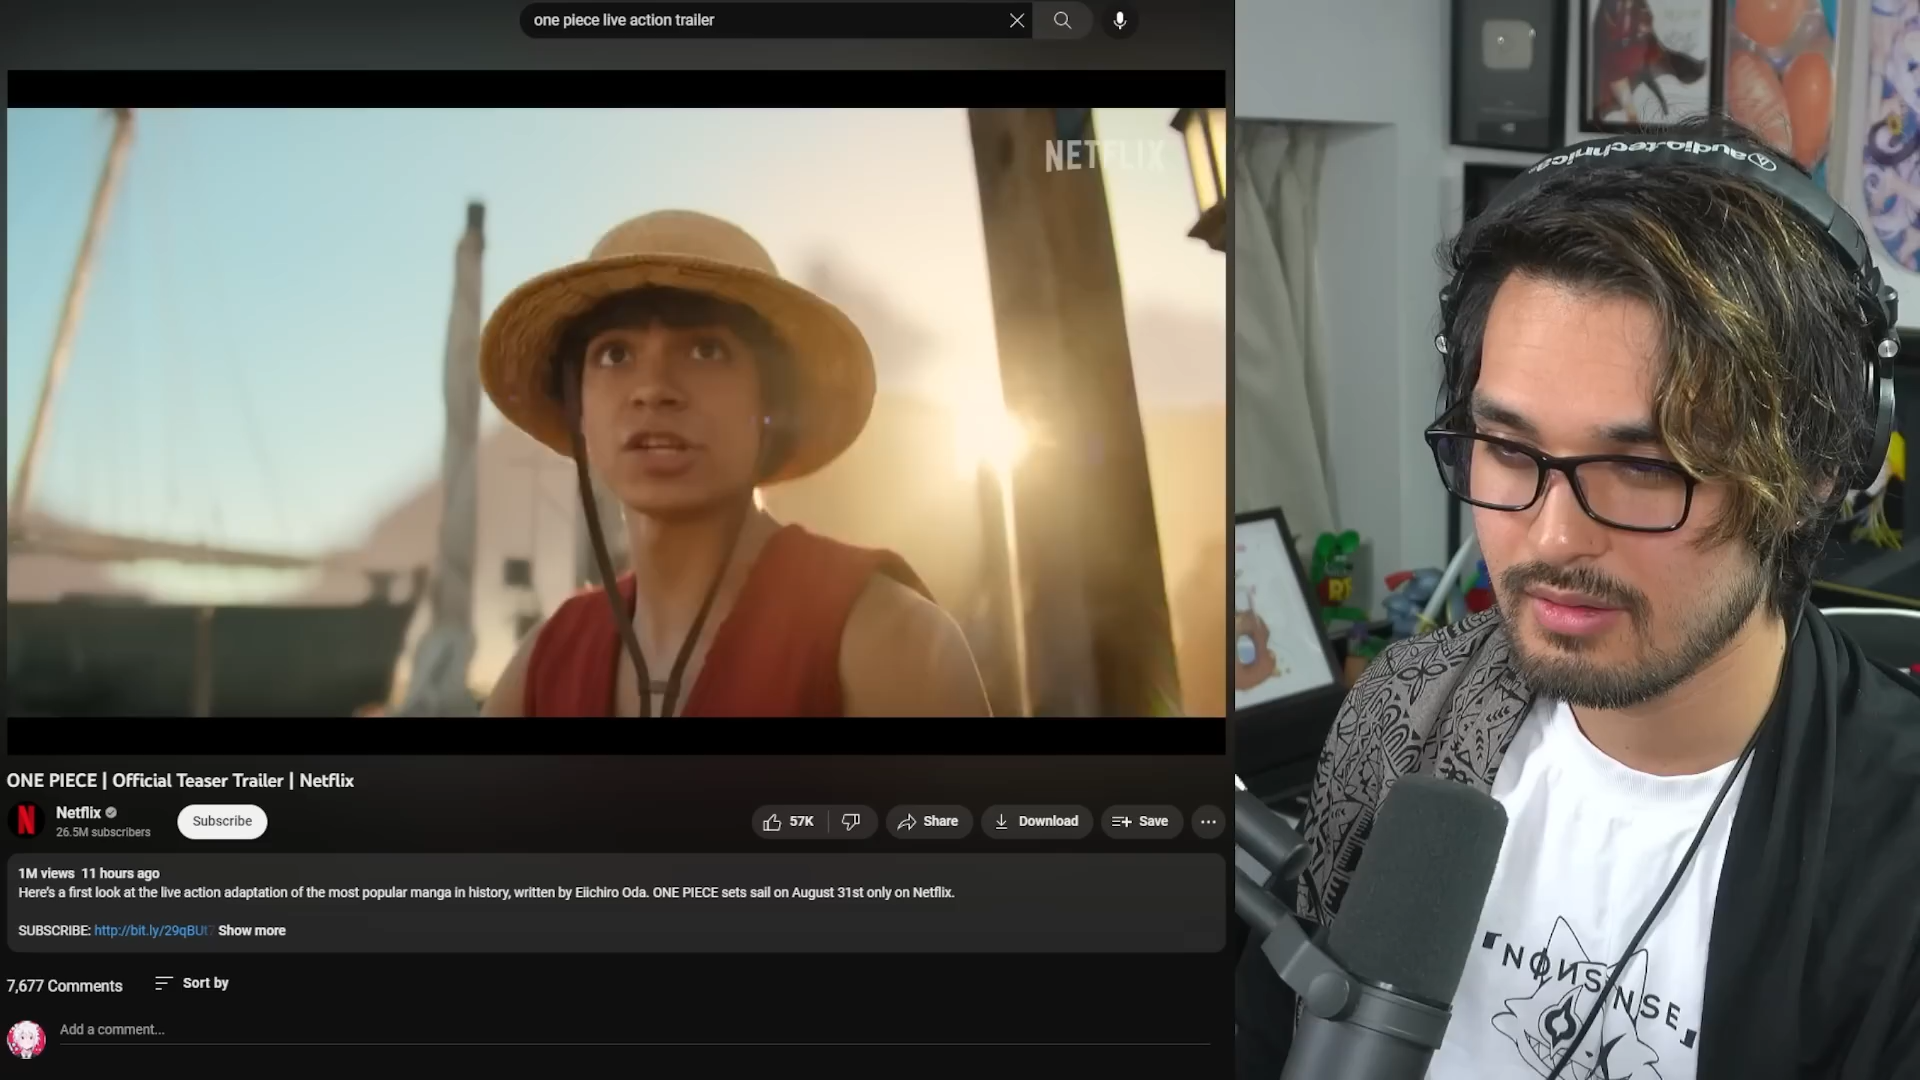 one piece live action trailer
NETFLIX
ONE PIECE | Official Teaser Trailer | Netflix
Netflix
26.5M subscribers
Subscribe
57K
Share
Download
Save
1M views 11 hours ago
Here's a first look at the live action adaptation of the most popular manga in history, written by Eiichiro Oda. ONE PIECE sets sail on August 31st only on Netflix.
SUBSCRIBE: http://bit.ly/29qBUt Show more
7,677 Comments
Sort by
Add a comment...
audio-technica
NØNSENSE